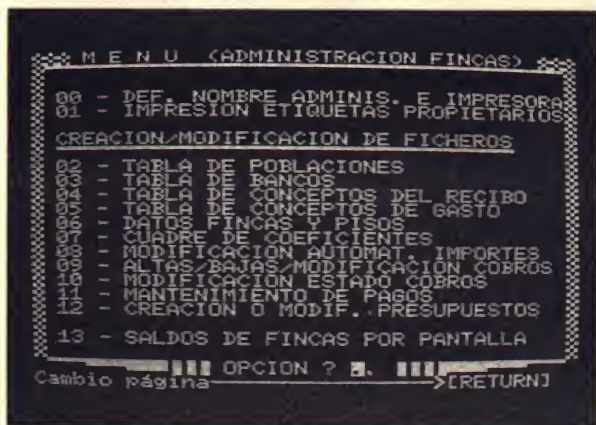 M E N U (ADMINISTRACION FINCAS)
00 - DEF. NOMBRE ADMINIS. E IMPRESORA
01 - IMPRESION ETIQUETAS PROPIETARIOS
CREACION/MODIFICACION DE FICHEROS
02 - TABLA DE POBLACIONES
03 - TABLA DE BANCOS
04 - TABLA DE CONCEPTOS DEL RECIBO
05 - TABLA DE CONCEPTOS DE GASTO
06 - DATOS FINCAS Y PISOS
07 - CUADRE DE COEFICIENTES
08 - MODIFICACION AUTOMAT. IMPORTES
09 - ALTAS/BAJAS/MODIFICACION COBROS
10 - MODIFICACION ESTADO COBROS
11 - MANTENIMIENTO DE PAGOS
12 - CREACION O MODIF. PRESUPUESTOS
13 - SALDOS DE FINCAS POR PANTALLA
OPCION ? .
Cambio página >[RETURN]